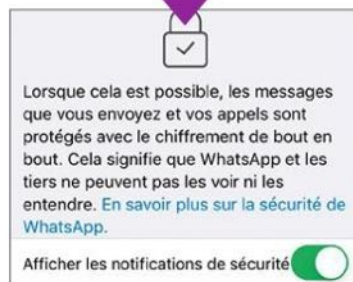 Lorsque cela est possible, les messages
que vous envoyez et vos appels sont
protégés avec le chiffrement de bout en
bout. Cela signifie que WhatsApp et les
tiers ne peuvent pas les voir ni les
entendre. En savoir plus sur la sécurité de
WhatsApp.
Afficher les notifications de sécurité